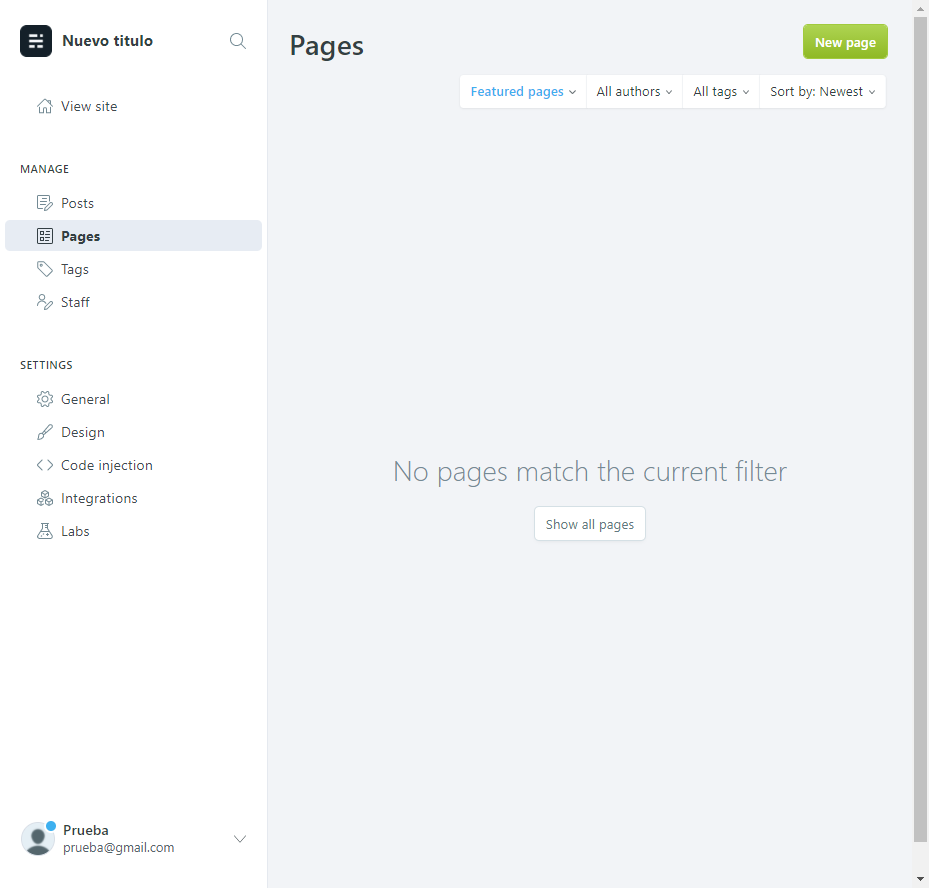 Nuevo titulo
View site
MANAGE
Posts
Pages
Tags
Staff
SETTINGS
General
Design
Code injection
Integrations
Labs
Prueba
prueba@gmail.com
Pages
New page
Featured pages
All authors
All tags
Sort by: Newest
No pages match the current filter
Show all pages